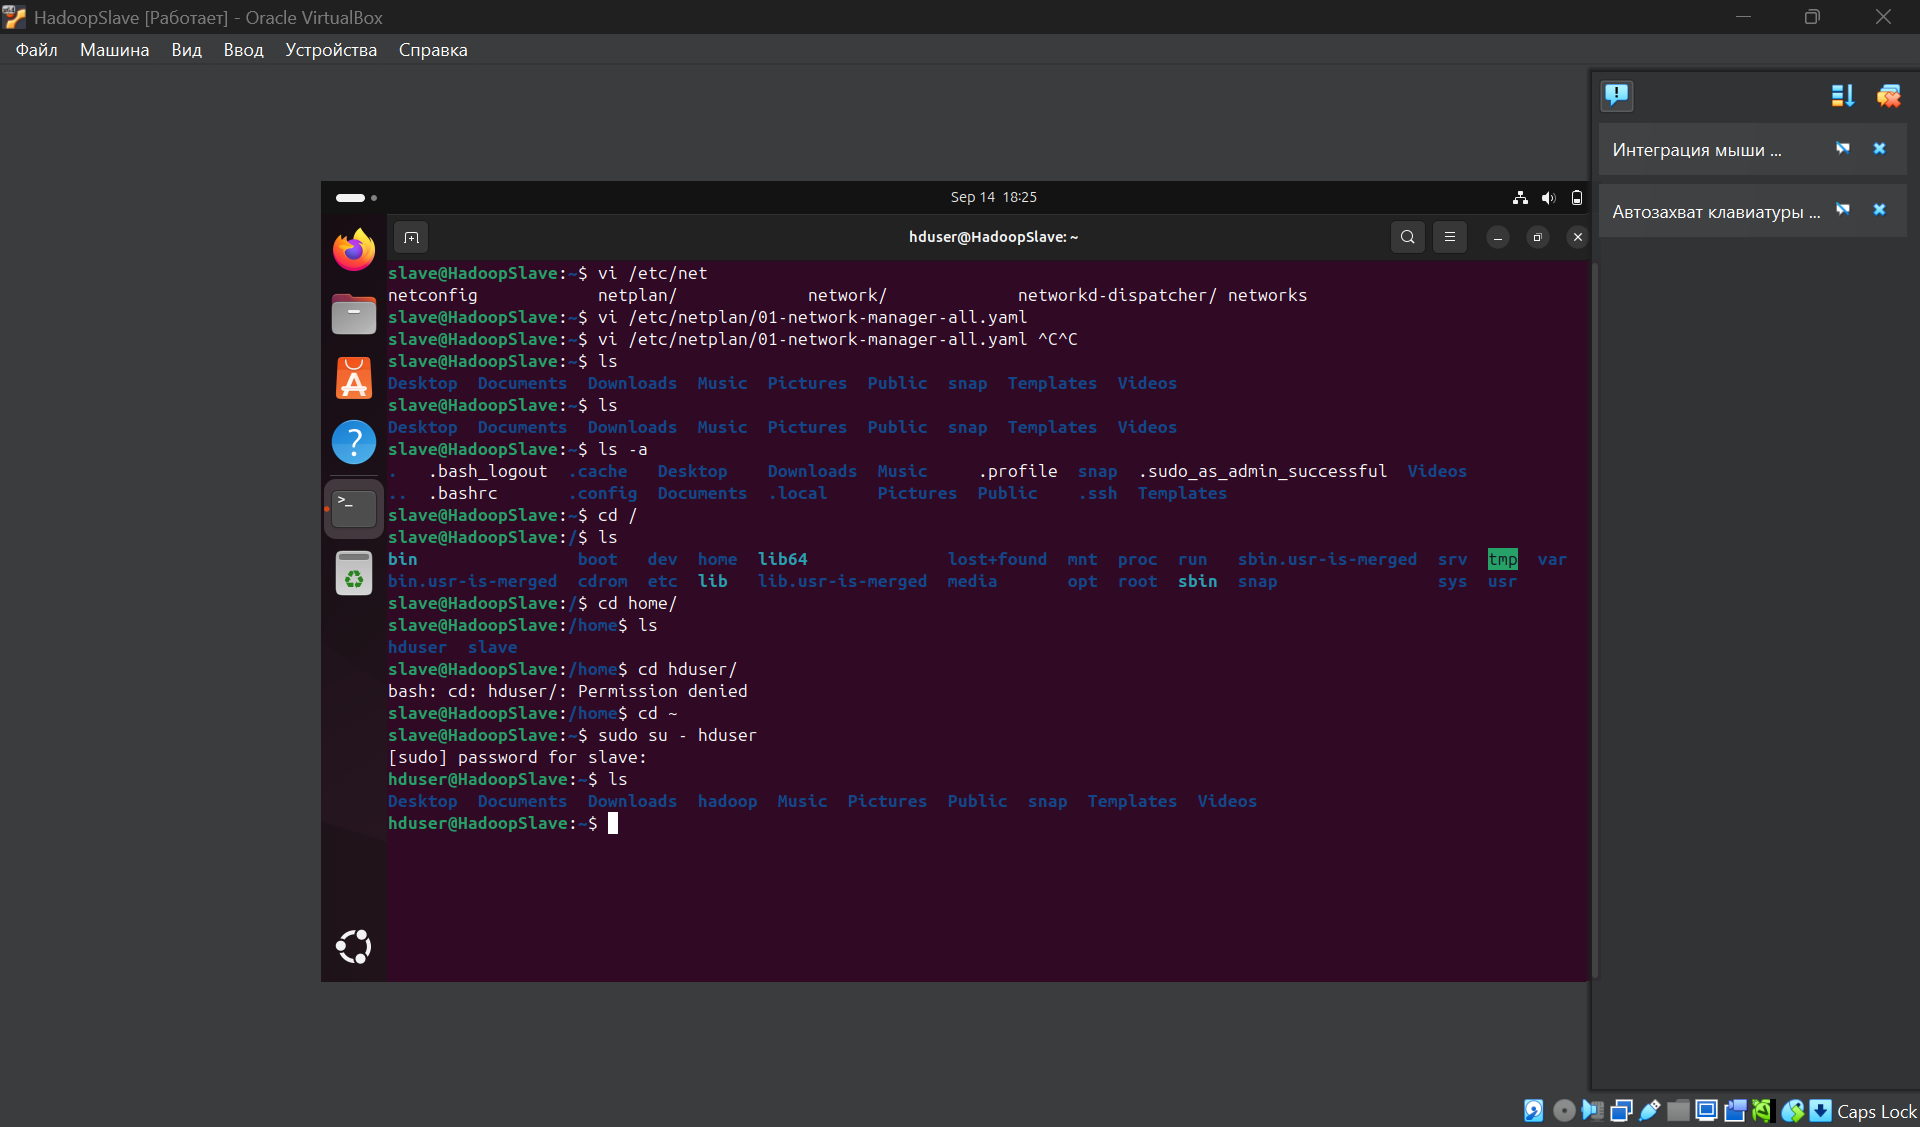 HadoopSlave [Работает] - Oracle VirtualBox
Файл Машина Вид Ввод Устройства Справка
Интеграция мыши ...
Автозахват клавиатуры ...
Sep 14 18:25
hduser@HadoopSlave: ~
slave@HadoopSlave:~$ vi /etc/net
netconfig netplan/ network/ networkd-dispatcher/ networks
slave@HadoopSlave:~$ vi /etc/netplan/01-network-manager-all.yaml
slave@HadoopSlave:~$ vi /etc/netplan/01-network-manager-all.yaml ^C^C
slave@HadoopSlave:~$ ls
Desktop Documents Downloads Music Pictures Public snap Templates Videos
slave@HadoopSlave:~$ ls
Desktop Documents Downloads Music Pictures Public snap Templates Videos
slave@HadoopSlave:~$ ls -a
. .bash_logout .cache Desktop Downloads Music .profile snap .sudo_as_admin_successful Videos
.. .bashrc .config Documents .local Pictures Public .ssh Templates
slave@HadoopSlave:~$ cd /
slave@HadoopSlave:/$ ls
bin boot dev home lib64 lost+found mnt proc run sbin.usr-is-merged srv tmp var
bin.usr-is-merged cdrom etc lib lib.usr-is-merged media opt root sbin snap sys usr
slave@HadoopSlave:/$ cd home/
slave@HadoopSlave:/home$ ls
hduser slave
slave@HadoopSlave:/home$ cd hduser/
bash: cd: hduser/: Permission denied
slave@HadoopSlave:/home$ cd ~
slave@HadoopSlave:~$ sudo su - hduser
[sudo] password for slave:
hduser@HadoopSlave:~$ ls
Desktop Documents Downloads hadoop Music Pictures Public snap Templates Videos
hduser@HadoopSlave:~$
Caps Lock